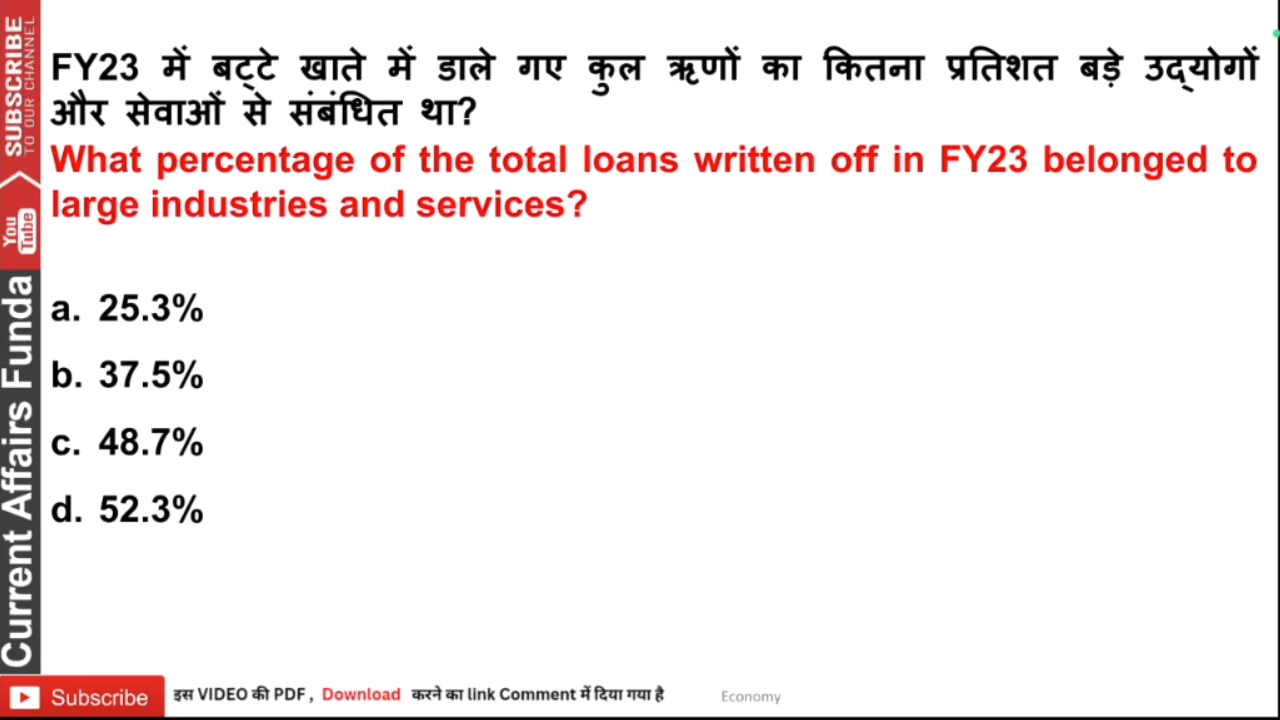 FY23 में बट्टे खाते में डाले गए कुल ऋणों का कितना प्रतिशत बड़े उद्योगों
और सेवाओं से संबंधित था?
What percentage of the total loans written off in FY23 belonged to
large industries and services?
a. 25.3%
b. 37.5%
c. 48.7%
d. 52.3%
SUBSCRIBE
TO OUR CHANNEL
You
Tube
Current Affairs Funda
Subscribe
इस VIDEO की PDF , Download करने का link Comment में दिया गया है
Economy